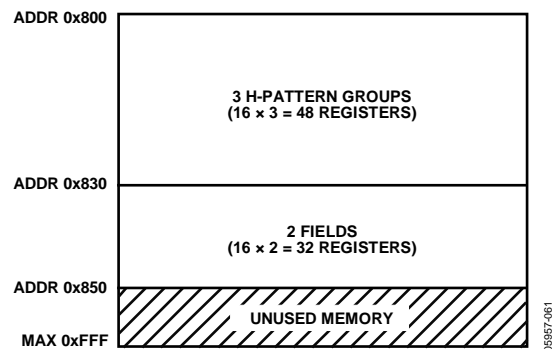 ADDR 0x800
3 H-PATTERN GROUPS
(16 × 3 = 48 REGISTERS)
ADDR 0x830
2 FIELDS
(16 × 2 = 32 REGISTERS)
ADDR 0x850
UNUSED MEMORY
MAX 0xFFF
05957-061